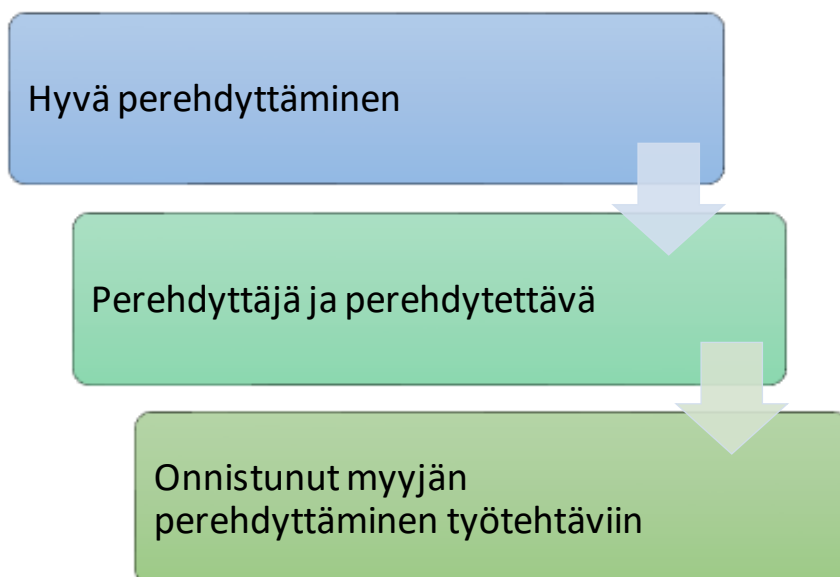 Hyvä perehdyttäminen
Perehdyttäjä ja perehdytettävä
Onnistunut myyjän
perehdyttäminen työtehtäviin